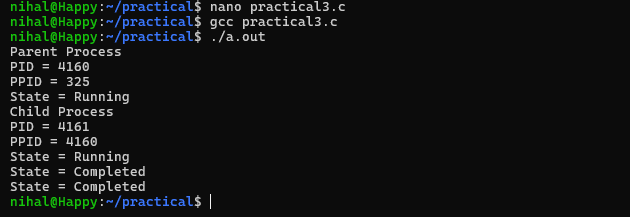 nihal@Happy:~/practical$ nano practical3.c
nihal@Happy:~/practical$ gcc practical3.c
nihal@Happy:~/practical$ ./a.out
Parent Process
PID = 4160
PPID = 325
State = Running
Child Process
PID = 4161
PPID = 4160
State = Running
State = Completed
State = Completed
nihal@Happy:~/practical$